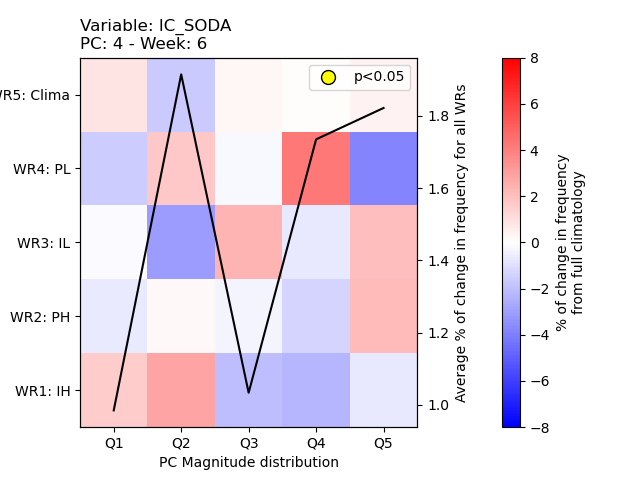 Variable: IC_SODA
PC: 4 - Week: 6
p<0.05
WR5: Clima
WR4: PL
WR3: IL
WR2: PH
WR1: IH
Q1 Q2 Q3 Q4 Q5
PC Magnitude distribution
1.8
1.6
1.4
1.2
1.0
Average % of change in frequency for all WRs
8
6
4
2
0
−2
−4
−6
−8
% of change in frequency
from full climatology